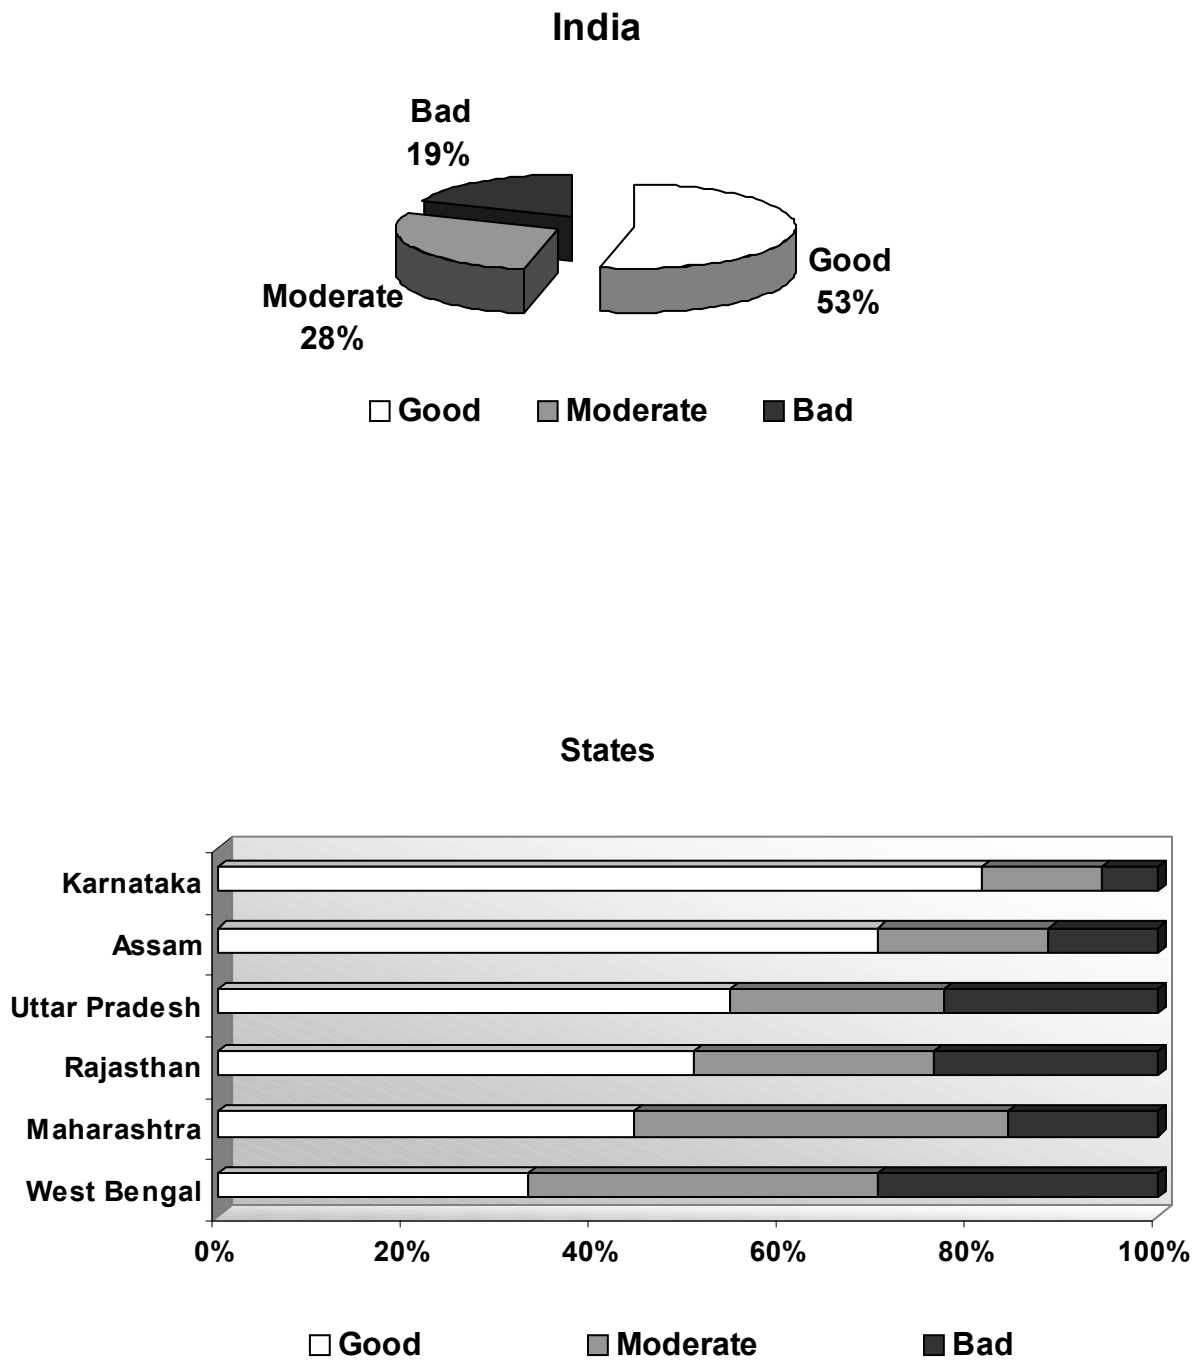 India
Bad
19%
Good
53%
Moderate
28%
Good Moderate Bad
States
Karnataka
Assam
Uttar Pradesh
Rajasthan
Maharashtra
West Bengal
0% 20% 40% 60% 80% 100%
Good Moderate Bad